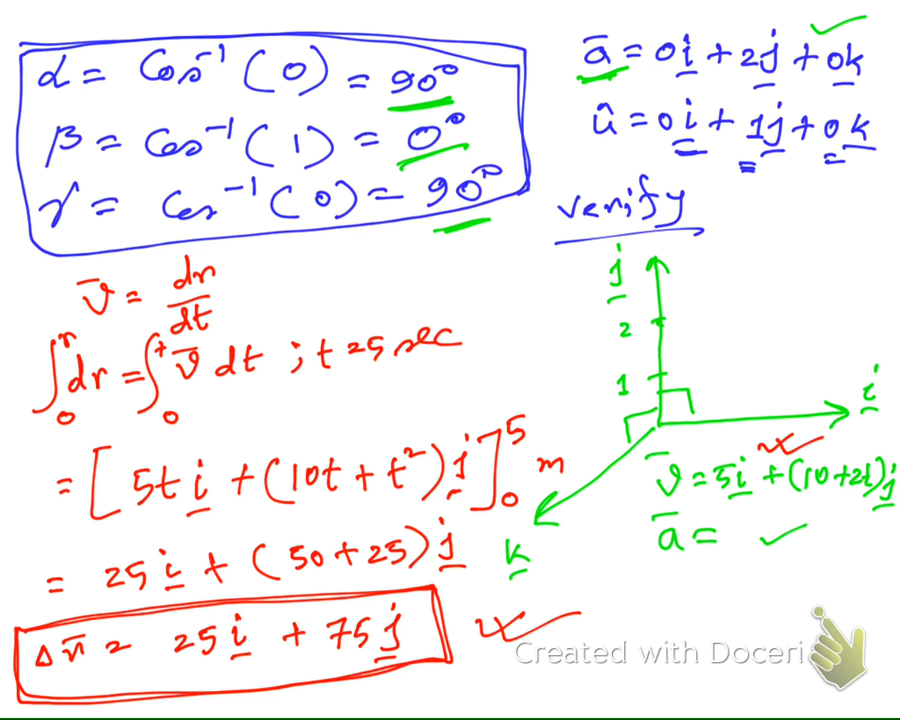 α = Cos⁻¹ (0) = 90°
β = Cos⁻¹ (1) = 0°
γ = Cos⁻¹ (0) = 90°
a̅ = 0i + 2j + 0k
û = 0i + 1j + 0k
verify
j
2
1
i
k
v̅ = 5i + (10+2t)j
a̅ =
v̅ = dr/dt
∫₀ʳ dr = ∫₀ᵗ v̅ dt ; t = 5 sec
= [5t i + (10t + t²) j]₀⁵ m
= 25 i + (50 + 25) j
Δr̅ = 25 i + 75 j
Created with Doceri